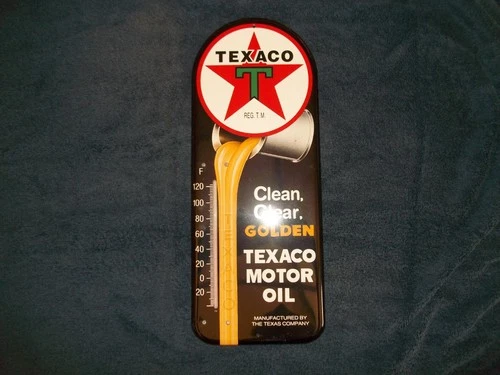 TEXACO
T
REG. T.M.
F
120
100
80
60
40
20
0
20
TEXACO
Clean,
Clear,
GOLDEN
TEXACO
MOTOR
OIL
MANUFACTURED BY
THE TEXAS COMPANY